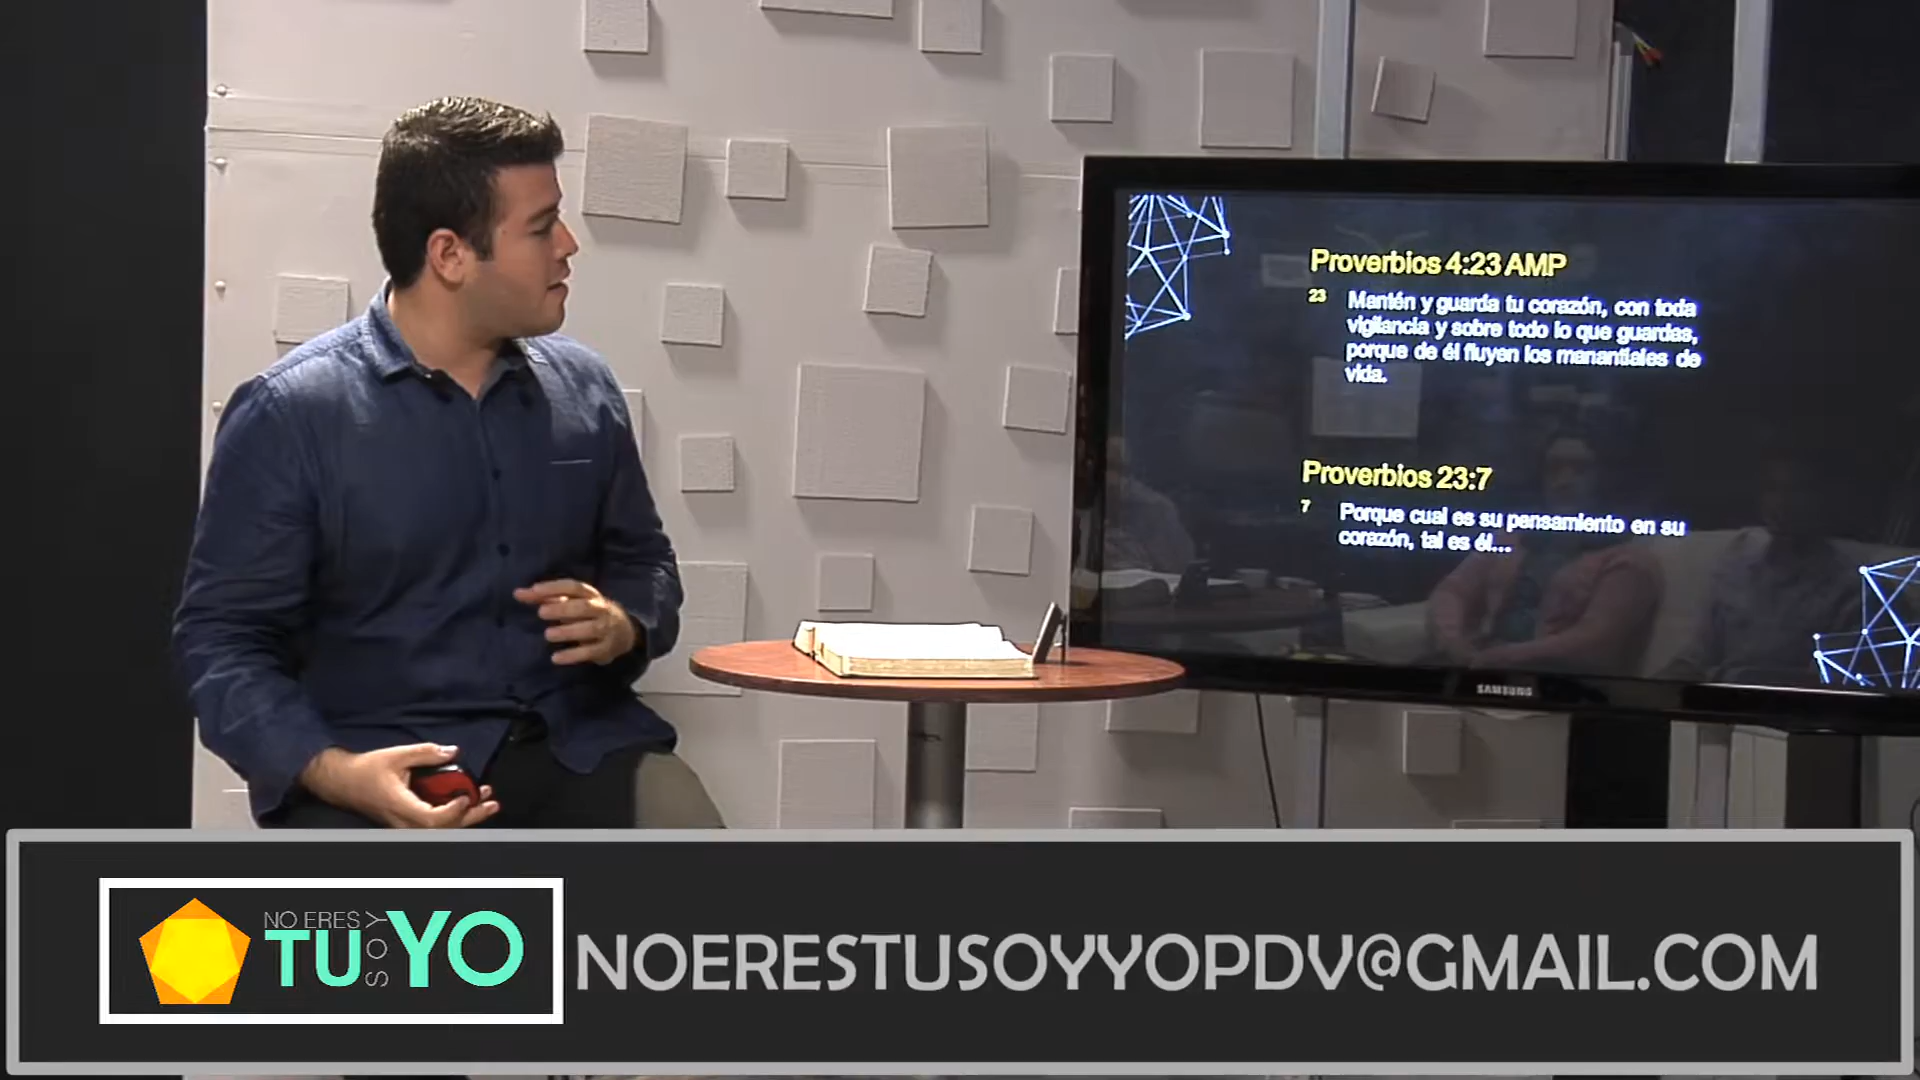 Proverbios 4:23 AMP
23 Mantén y guarda tu corazón, con toda
vigilancia y sobre todo lo que guardas,
porque de él fluyen los manantiales de
vida.
Proverbios 23:7
7 Porque cual es su pensamiento en su
corazón, tal es él...
SAMSUNG
NO ERES
TU SOY YO
NOERESTUSOYYOPDV@GMAIL.COM